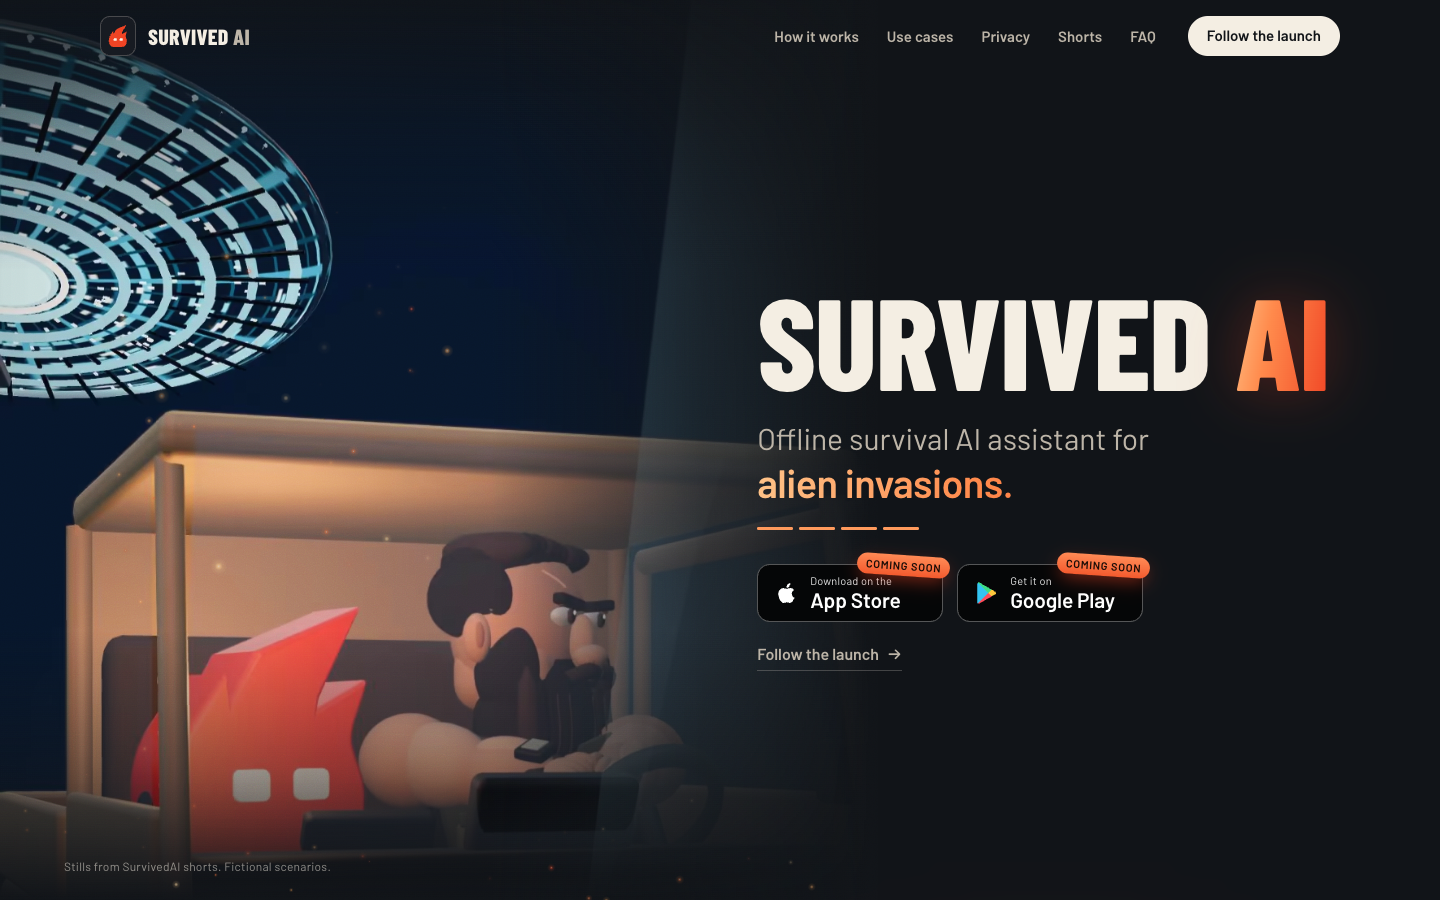 SURVIVED AI
How it works
Use cases
Privacy
Shorts
FAQ
Follow the launch
SURVIVED AI
Offline survival AI assistant for
alien invasions.
COMING SOON
Download on the
App Store
COMING SOON
Get it on
Google Play
Follow the launch →
Stills from SurvivedAI shorts. Fictional scenarios.